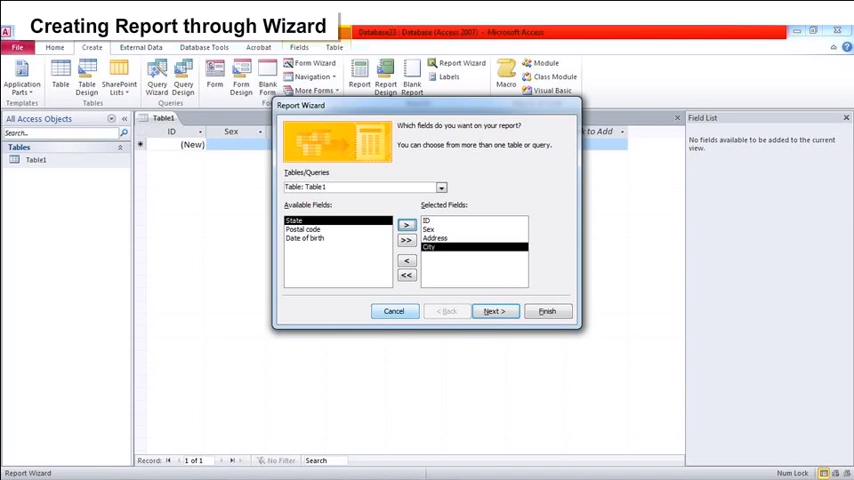 Creating Report through Wizard
Database23 : Database (Access 2007) - Microsoft Access
File Home Create External Data Database Tools Acrobat Fields Table
Application Parts
Table
Table Design
SharePoint Lists
Query Wizard
Query Design
Form
Form Design
Blank Form
Form Wizard
Navigation
More Forms
Report
Report Design
Blank Report
Report Wizard
Labels
Macro
Module
Class Module
Visual Basic
Templates Tables Queries
All Access Objects
Search...
Tables
Table1
Table1
ID Sex k to Add
(New)
Report Wizard
Which fields do you want on your report?
You can choose from more than one table or query.
Tables/Queries
Table: Table1
Available Fields:
State
Postal code
Date of birth
>
>>
<
<<
Selected Fields:
ID
Sex
Address
City
Cancel < Back Next > Finish
Field List
No fields available to be added to the current
view.
Record: 1 of 1 No Filter Search
Report Wizard Num Lock